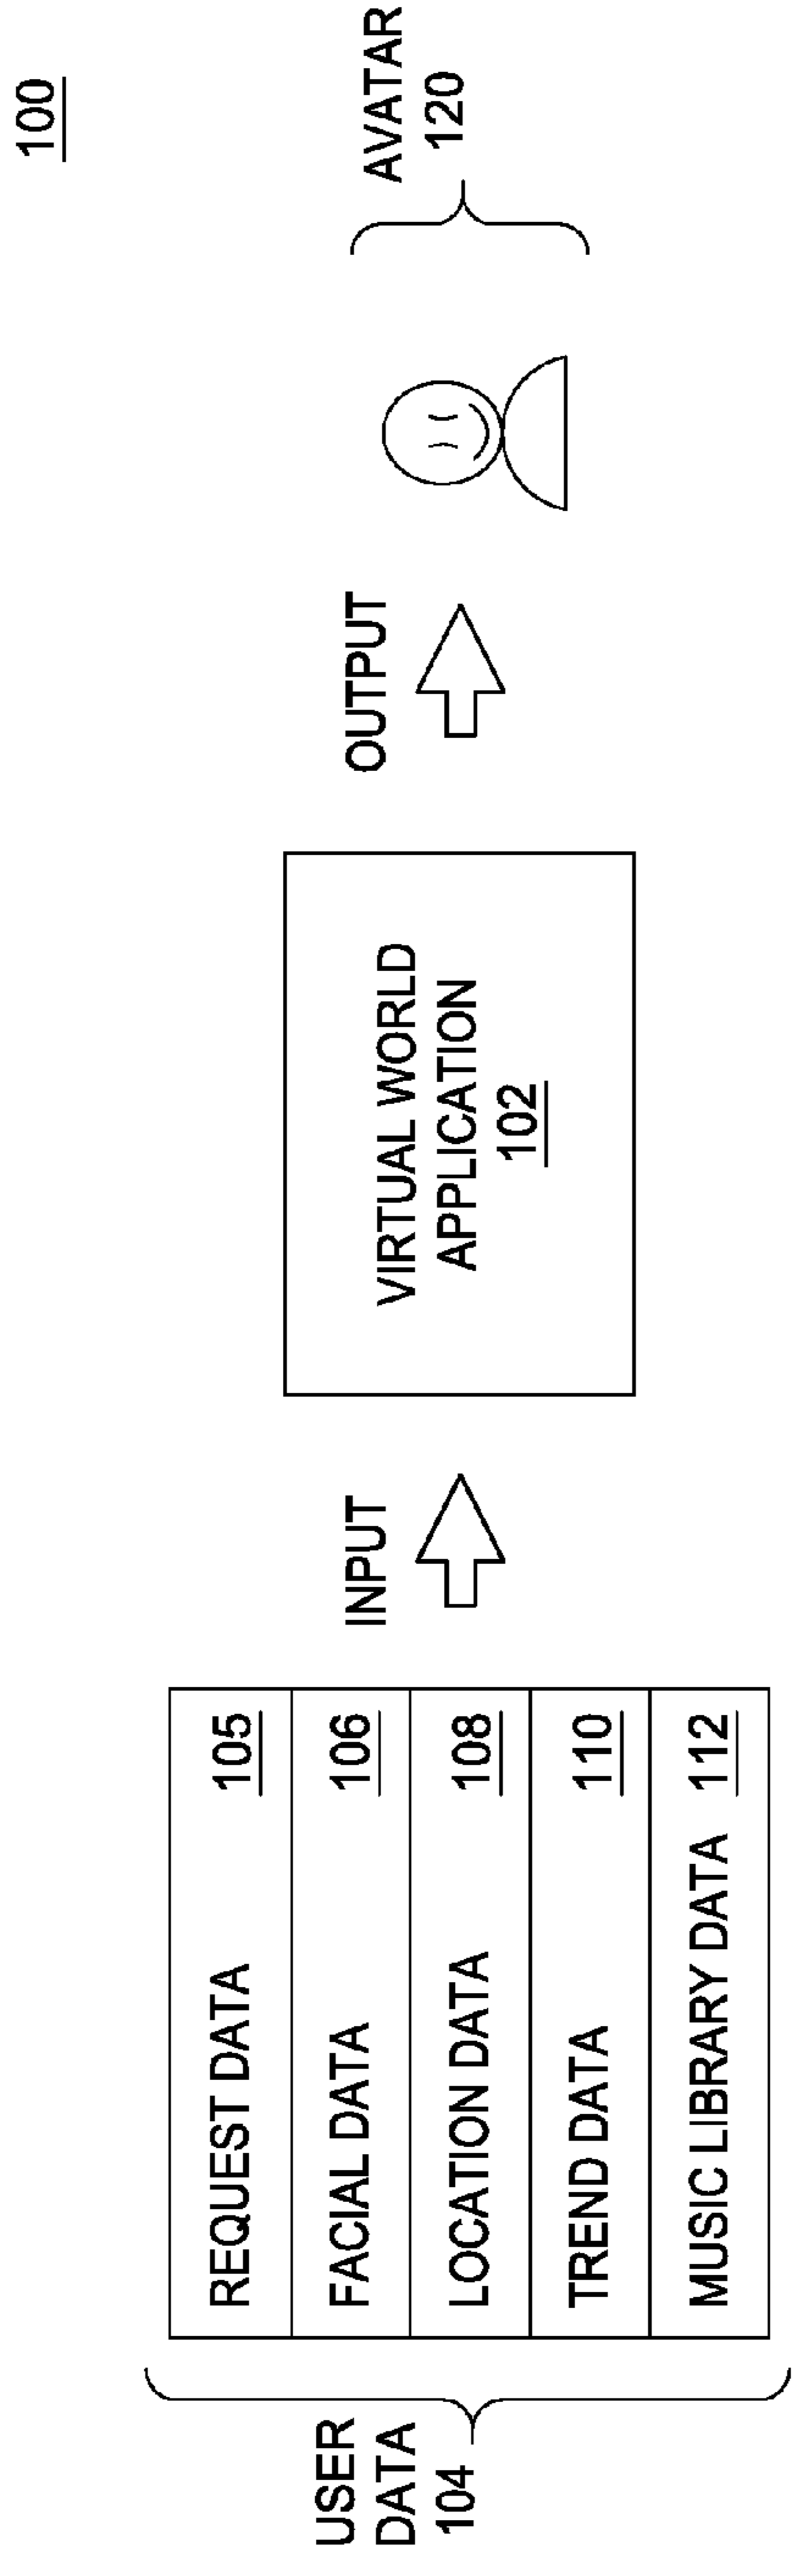 100
USER
DATA
104
REQUEST DATA 105
FACIAL DATA 106
LOCATION DATA 108
TREND DATA 110
MUSIC LIBRARY DATA 112
INPUT
VIRTUAL WORLD
APPLICATION
102
OUTPUT
AVATAR
120